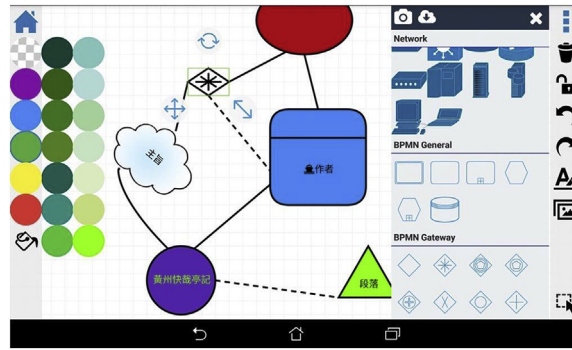 Network
BPMN General
BPMN Gateway
主旨
作者
黃州快哉亭記
段落
A